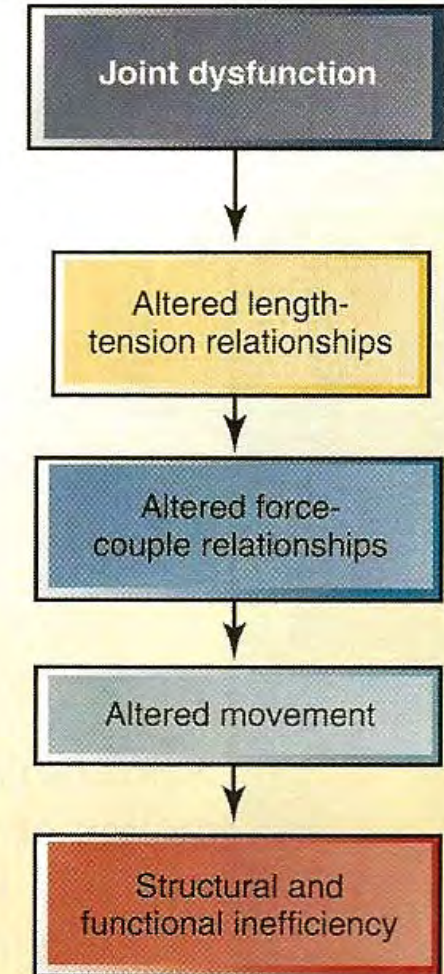 Joint dysfunction
Altered length-
tension relationships
Altered force-
couple relationships
Altered movement
Structural and
functional inefficiency